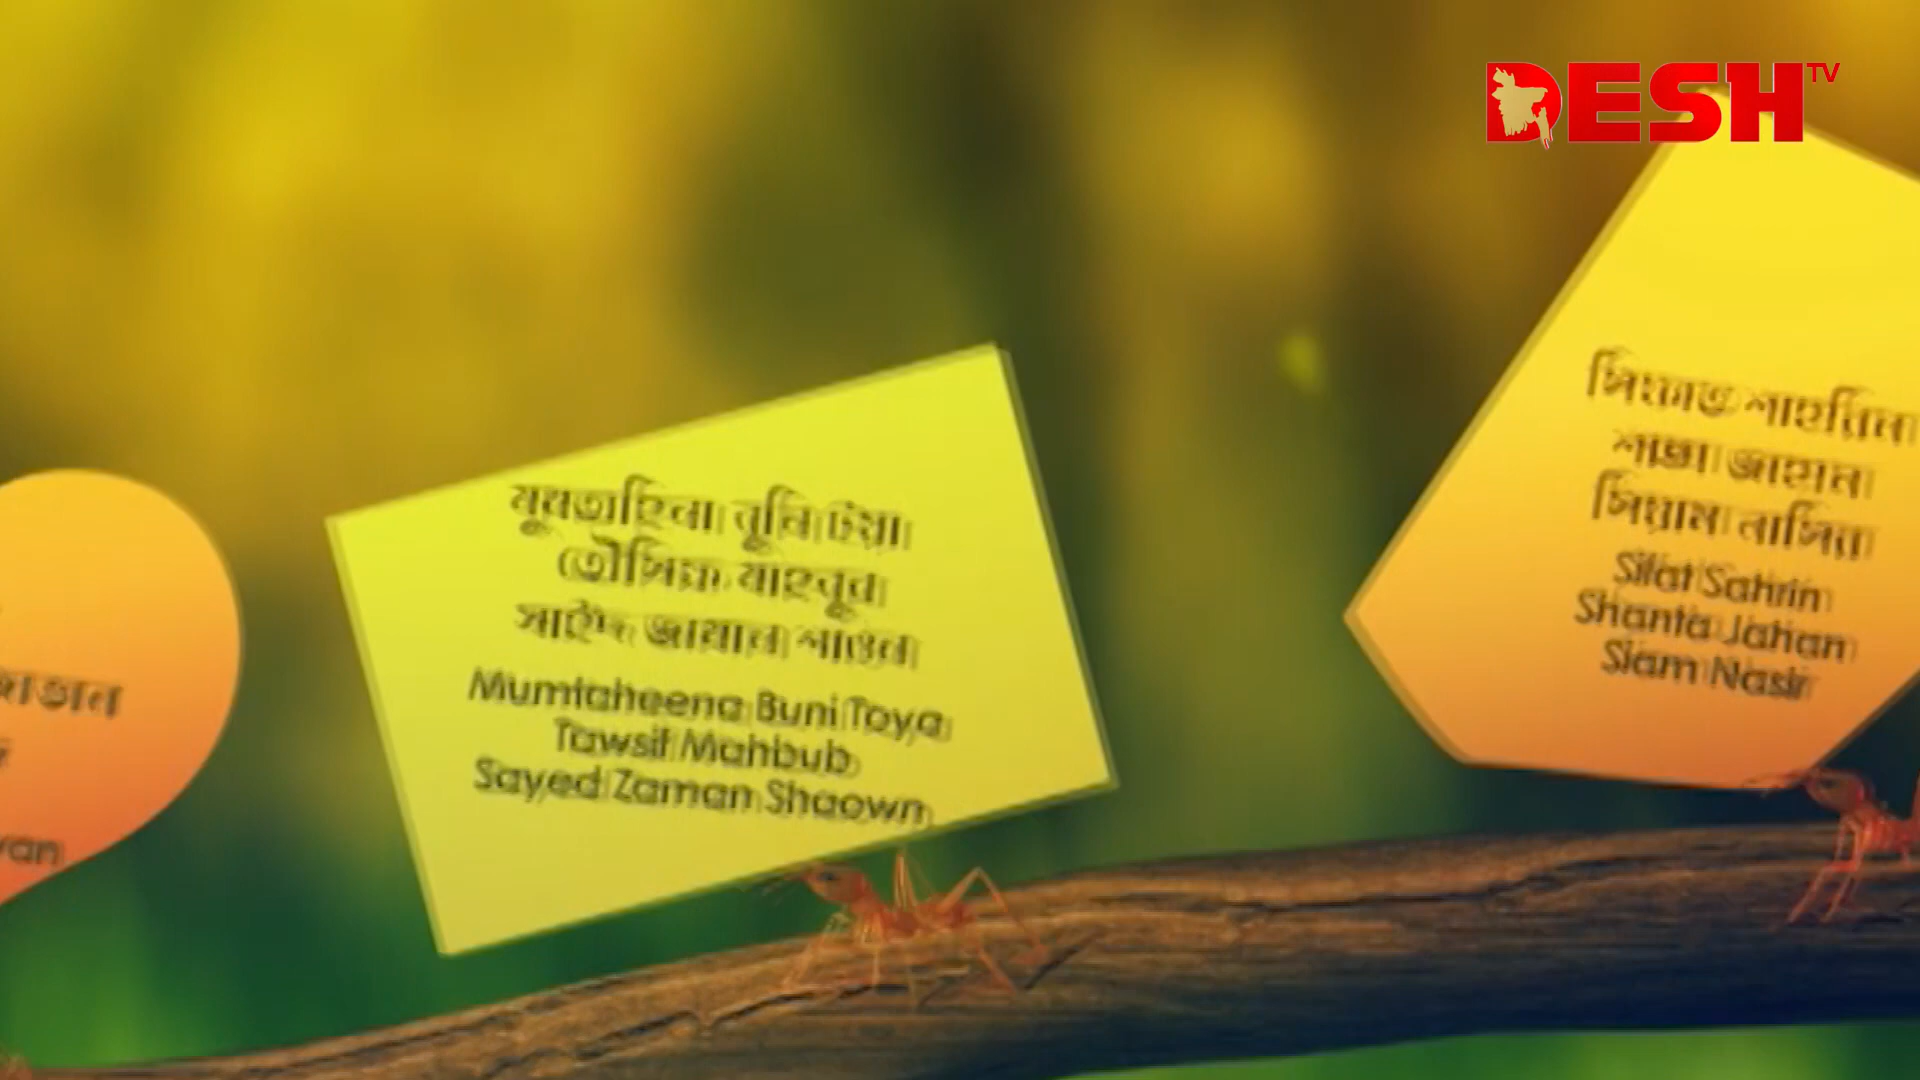 DESH TV
মুমতাহিনা বুনি টয়া
তৌসিফ মাহবুব
সাঈদ জামান শাওন
Mumtaheena Buni Toya
Tawsif Mahbub
Sayed Zaman Shaown
সিফাত শাহরিন
শান্তা জাহান
সিয়াম নাসির
Sifat Sahrin
Shanta Jahan
Siam Nasir